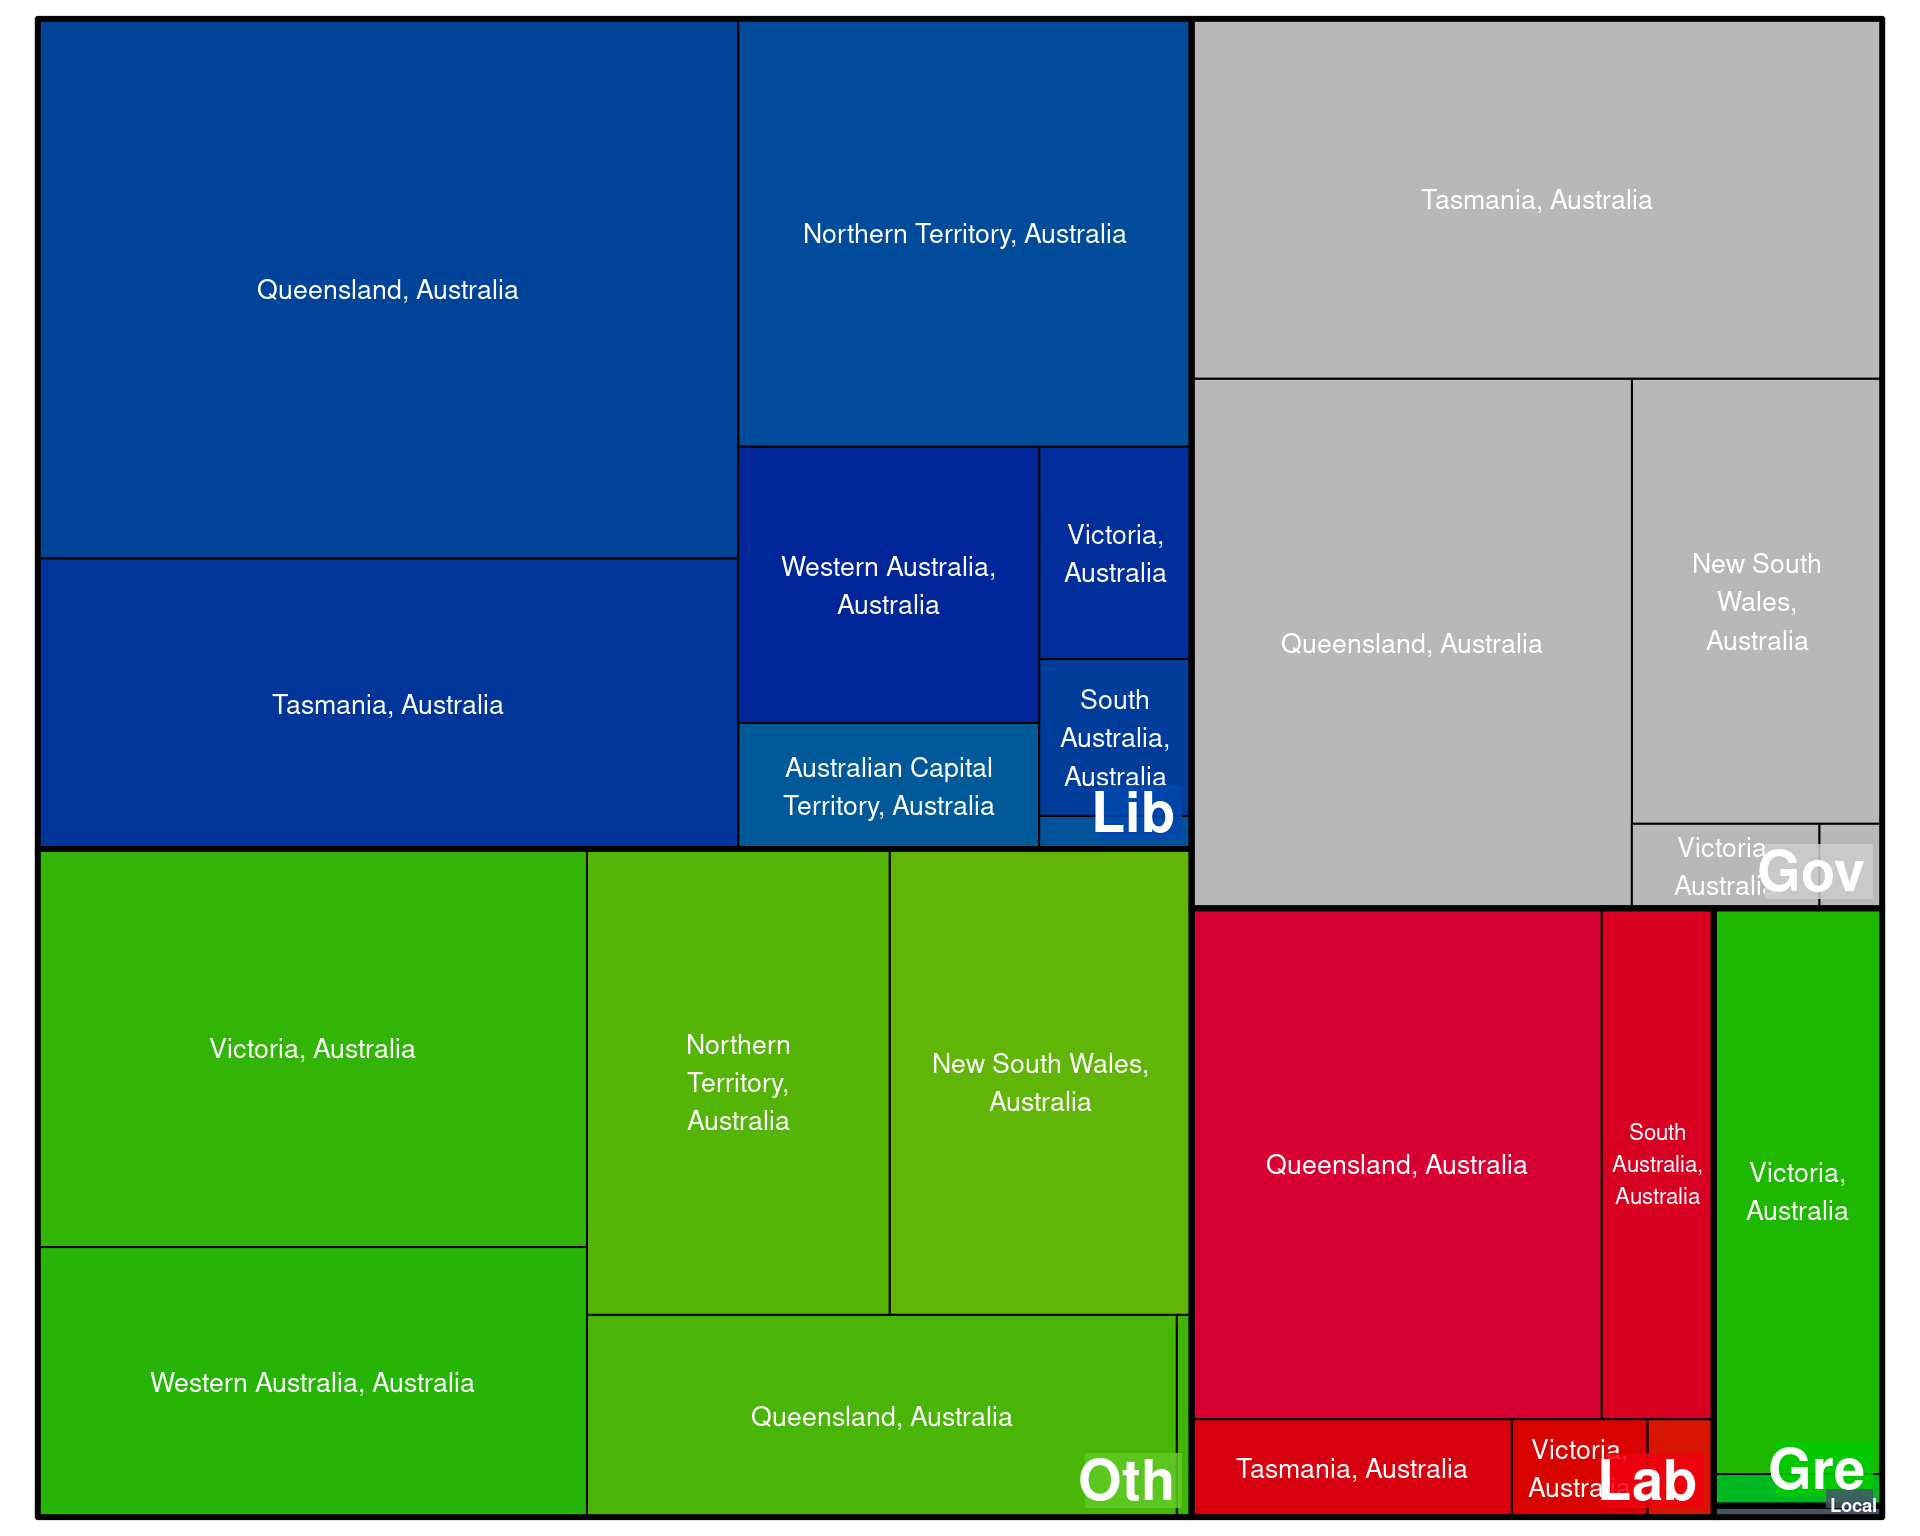 Queensland, Australia
Northern Territory, Australia
Tasmania, Australia
Western Australia,
Australia
Victoria,
Australia
South
Australia,
Australia
Australian Capital
Territory, Australia
Lib
Tasmania, Australia
Queensland, Australia
New South
Wales,
Australia
Victoria
Australia
Gov
Victoria, Australia
Northern
Territory,
Australia
New South Wales,
Australia
Western Australia, Australia
Queensland, Australia
Oth
Queensland, Australia
South
Australia,
Australia
Tasmania, Australia
Victoria,
Australia
Lab
Victoria,
Australia
Gre
Local